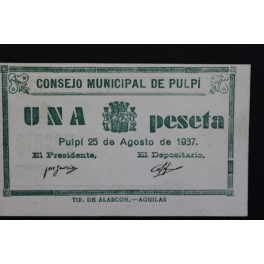 CONSEJO MUNICIPAL DE PULPÍ
UNA peseta
Pulpí 25 de Agosto de 1937.
El Presidente, El Depositario,
TIP. DE ALARCON.—AGUILAS